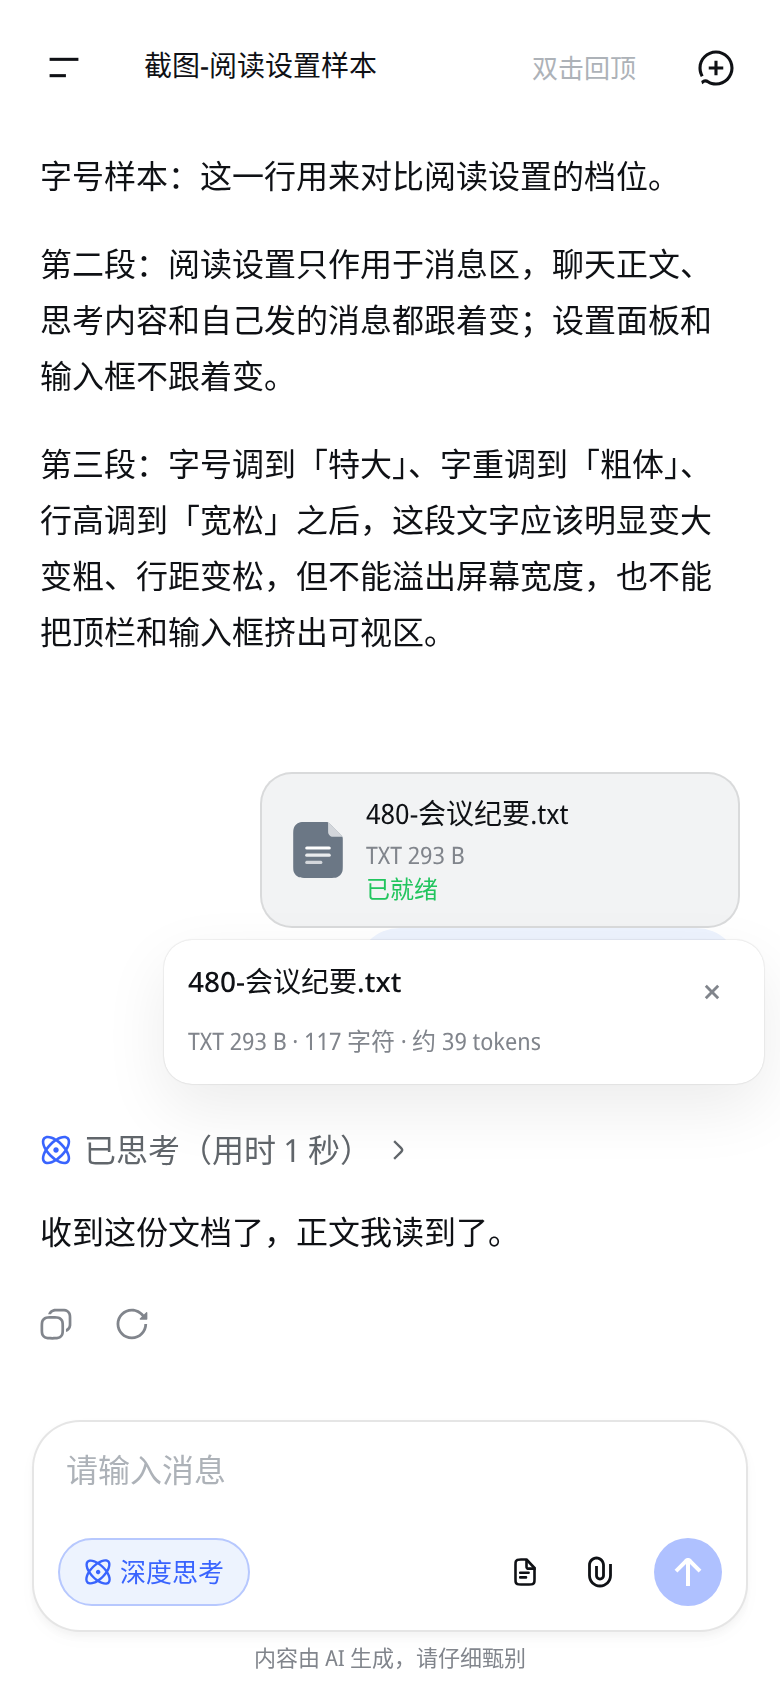 截图-阅读设置样本
双击回顶
字号样本：这一行用来对比阅读设置的档位。
第二段：阅读设置只作用于消息区，聊天正文、
思考内容和自己发的消息都跟着变；设置面板和
输入框不跟着变。
第三段：字号调到「特大」、字重调到「粗体」、
行高调到「宽松」之后，这段文字应该明显变大
变粗、行距变松，但不能溢出屏幕宽度，也不能
把顶栏和输入框挤出可视区。
480-会议纪要.txt
TXT 293 B
已就绪
480-会议纪要.txt
TXT 293 B · 117 字符 · 约 39 tokens
已思考（用时 1 秒）
收到这份文档了，正文我读到了。
请输入消息
深度思考
内容由 AI 生成，请仔细甄别